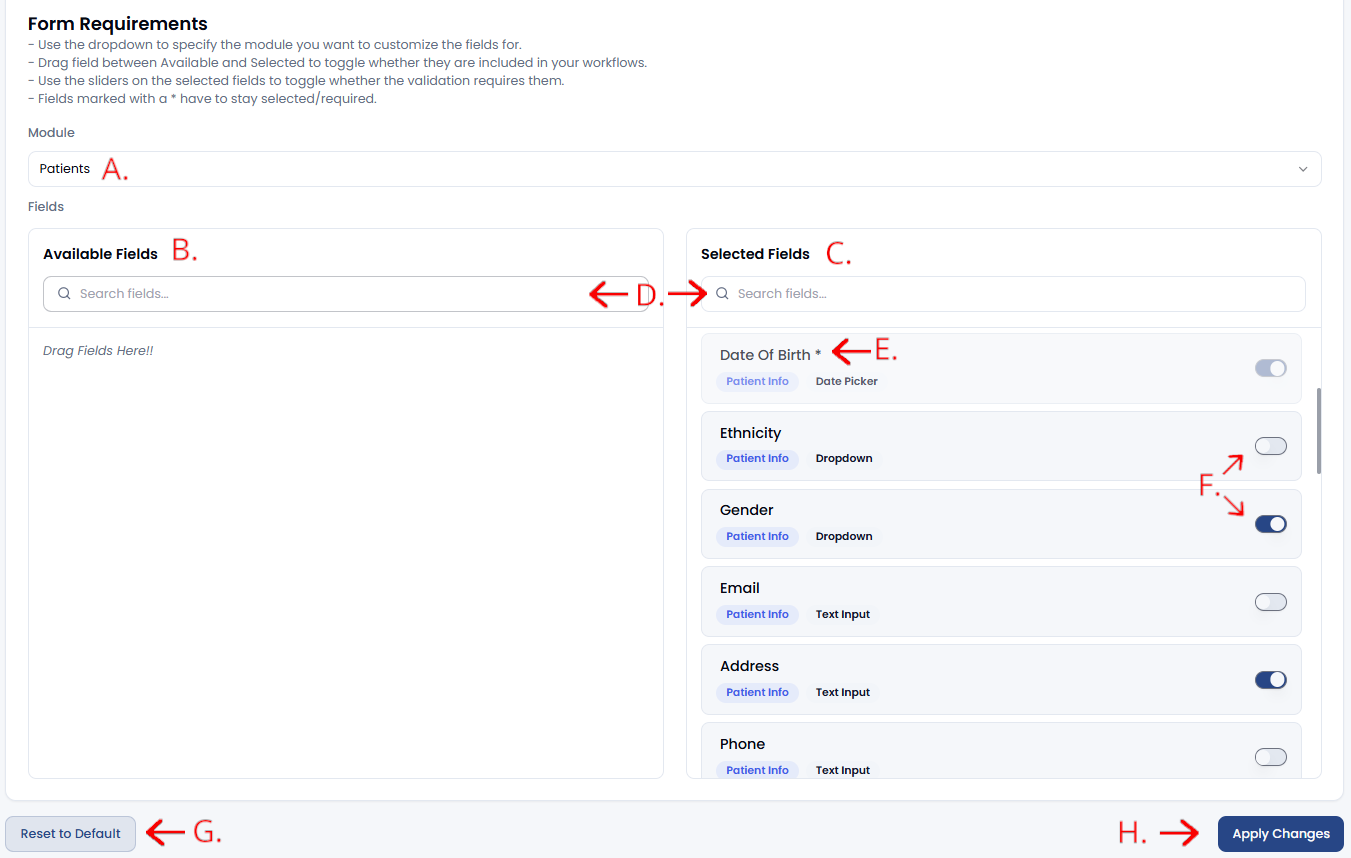 Form Requirements
- Use the dropdown to specify the module you want to customize the fields for.
- Drag field between Available and Selected to toggle whether they are included in your workflows.
- Use the sliders on the selected fields to toggle whether the validation requires them.
- Fields marked with a * have to stay selected/required.
Module
Patients A.
Fields
Available Fields B.
Search fields...
Drag Fields Here!!
D.
Selected Fields C.
Search fields...
Date Of Birth * E.
Patient Info Date Picker
Ethnicity
Patient Info Dropdown
F.
Gender
Patient Info Dropdown
Email
Patient Info Text Input
Address
Patient Info Text Input
Phone
Patient Info Text Input
Reset to Default G.
H. Apply Changes